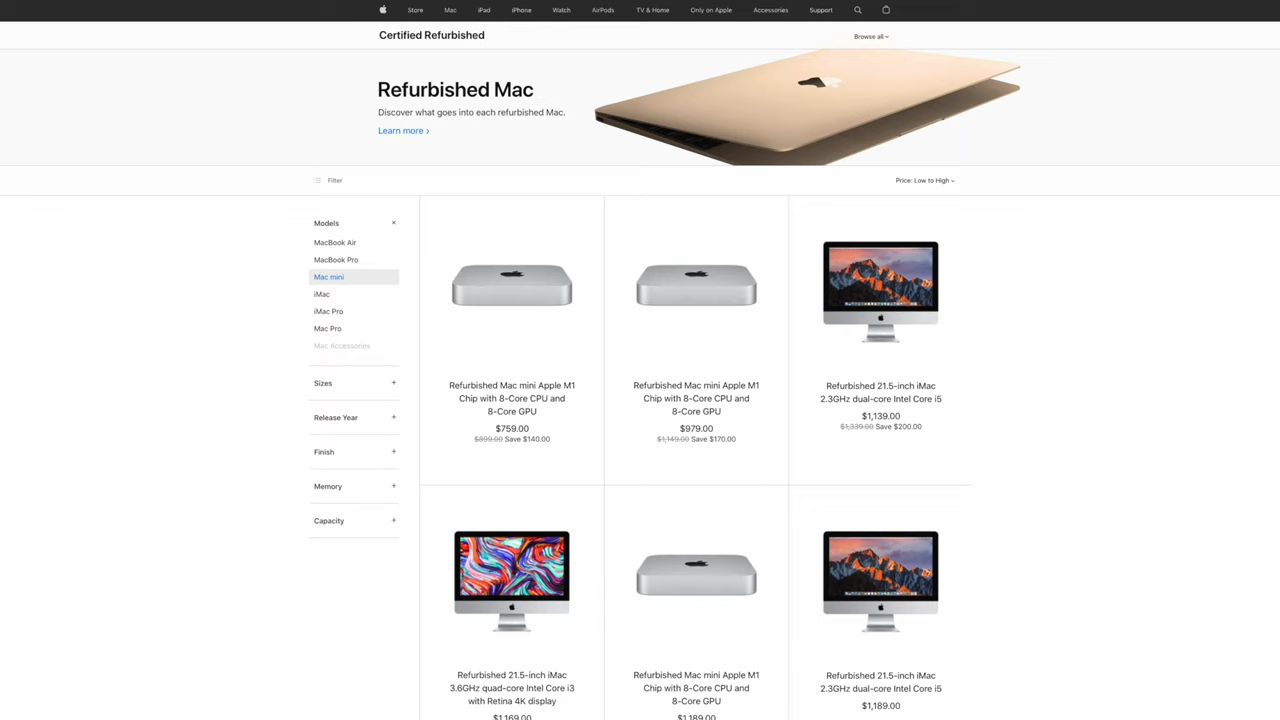 Store Mac iPad iPhone Watch AirPods TV & Home Only on Apple Accessories Support
Certified Refurbished
Browse all
Refurbished Mac
Discover what goes into each refurbished Mac.
Learn more ›
Filter
Price: Low to High
Models ×
MacBook Air
MacBook Pro
Mac mini
iMac
iMac Pro
Mac Pro
Mac Accessories
Sizes +
Release Year +
Finish +
Memory +
Capacity +
Refurbished Mac mini Apple M1
Chip with 8-Core CPU and
8-Core GPU
$759.00
$899.00 Save $140.00
Refurbished Mac mini Apple M1
Chip with 8-Core CPU and
8-Core GPU
$979.00
$1,149.00 Save $170.00
Refurbished 21.5-inch iMac
2.3GHz dual-core Intel Core i5
$1,139.00
$1,339.00 Save $200.00
Refurbished 21.5-inch iMac
3.6GHz quad-core Intel Core i3
with Retina 4K display
$1,169.00
Refurbished Mac mini Apple M1
Chip with 8-Core CPU and
8-Core GPU
$1,189.00
Refurbished 21.5-inch iMac
2.3GHz dual-core Intel Core i5
$1,189.00